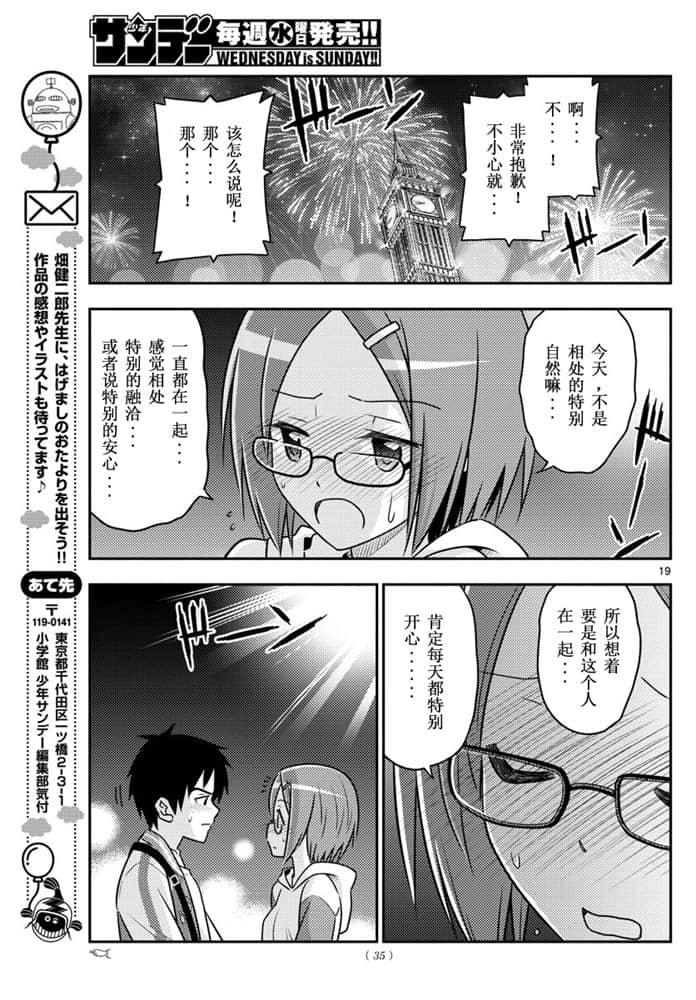 サンデー
少年
毎週水曜日発売!!
WEDNESDAY is SUNDAY!!
啊···
不···!
非常抱歉!
不小心就···
该怎么说呢!
那个···
那个···!
今天，不是
相处的特别
自然嘛···
一直都在一起···
感觉相处
特别的融洽···
或者说特别的安心···
19
所以想着
要是和这个人
在一起···
肯定每天都特别
开心·····
畑健二郎先生に、はげましのおたよりを出そう!!
作品の感想やイラストも待ってます♪
あて先
〒
119-0141
東京都千代田区一ツ橋2-3-1
小学館 少年サンデー編集部気付
(35)